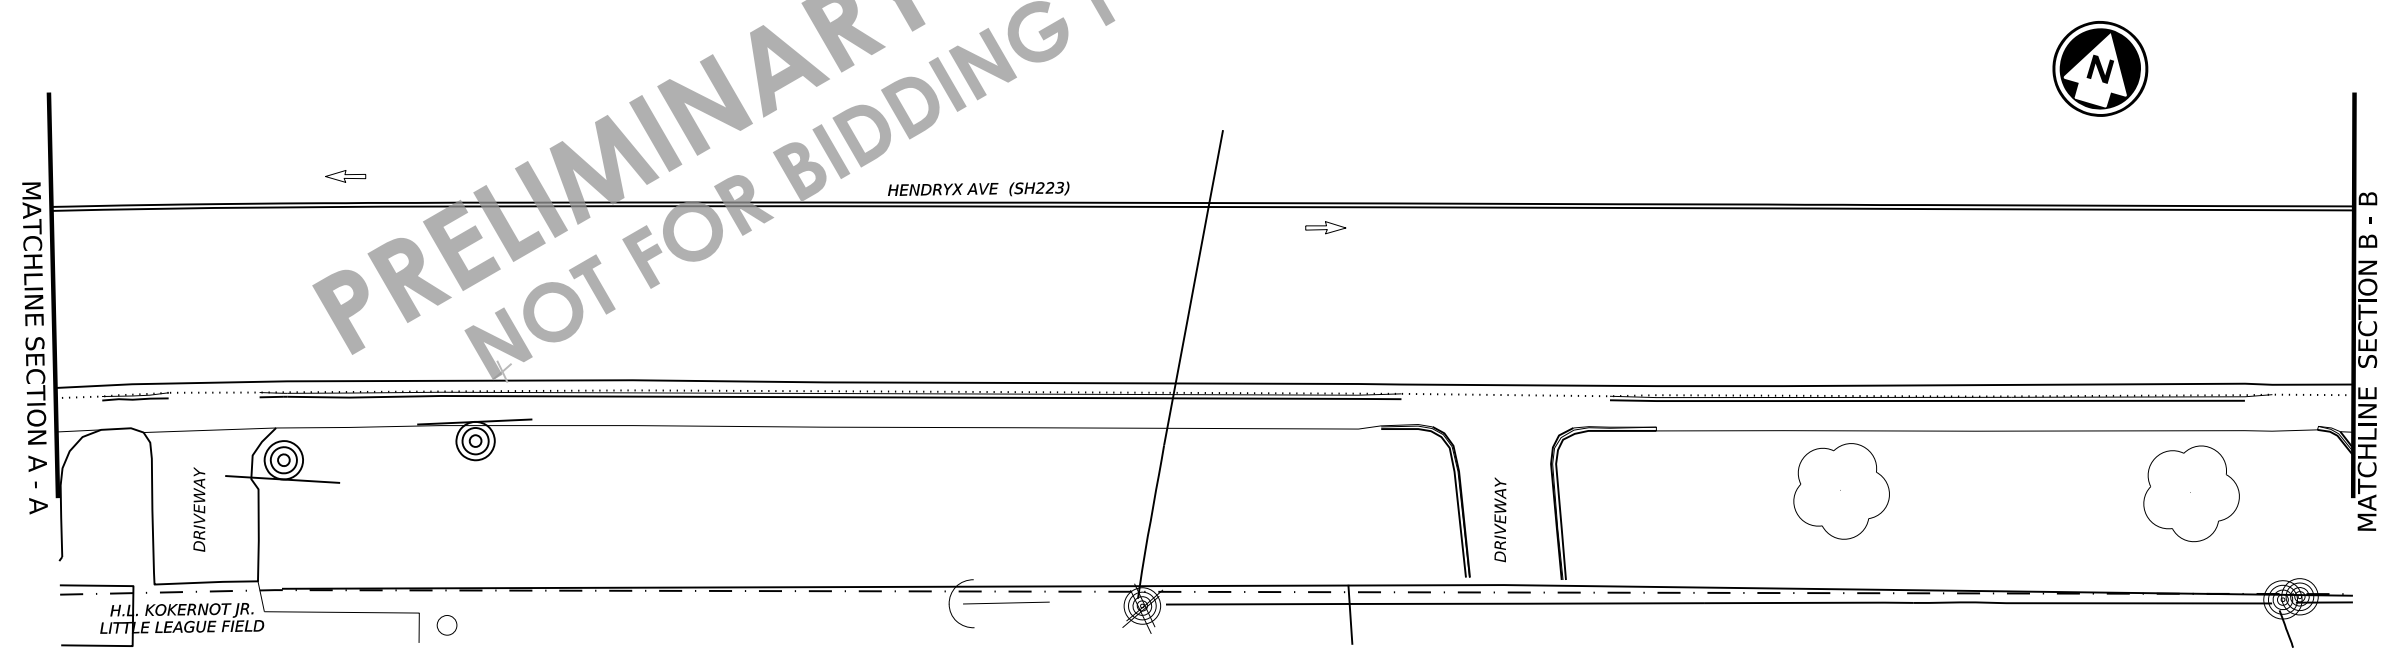 PRELIMINARY
NOT FOR BIDDING
N
HENDRYX AVE (SH223)
MATCHLINE SECTION A - A
MATCHLINE SECTION B - B
DRIVEWAY
DRIVEWAY
H.L. KOKERNOT JR.
LITTLE LEAGUE FIELD